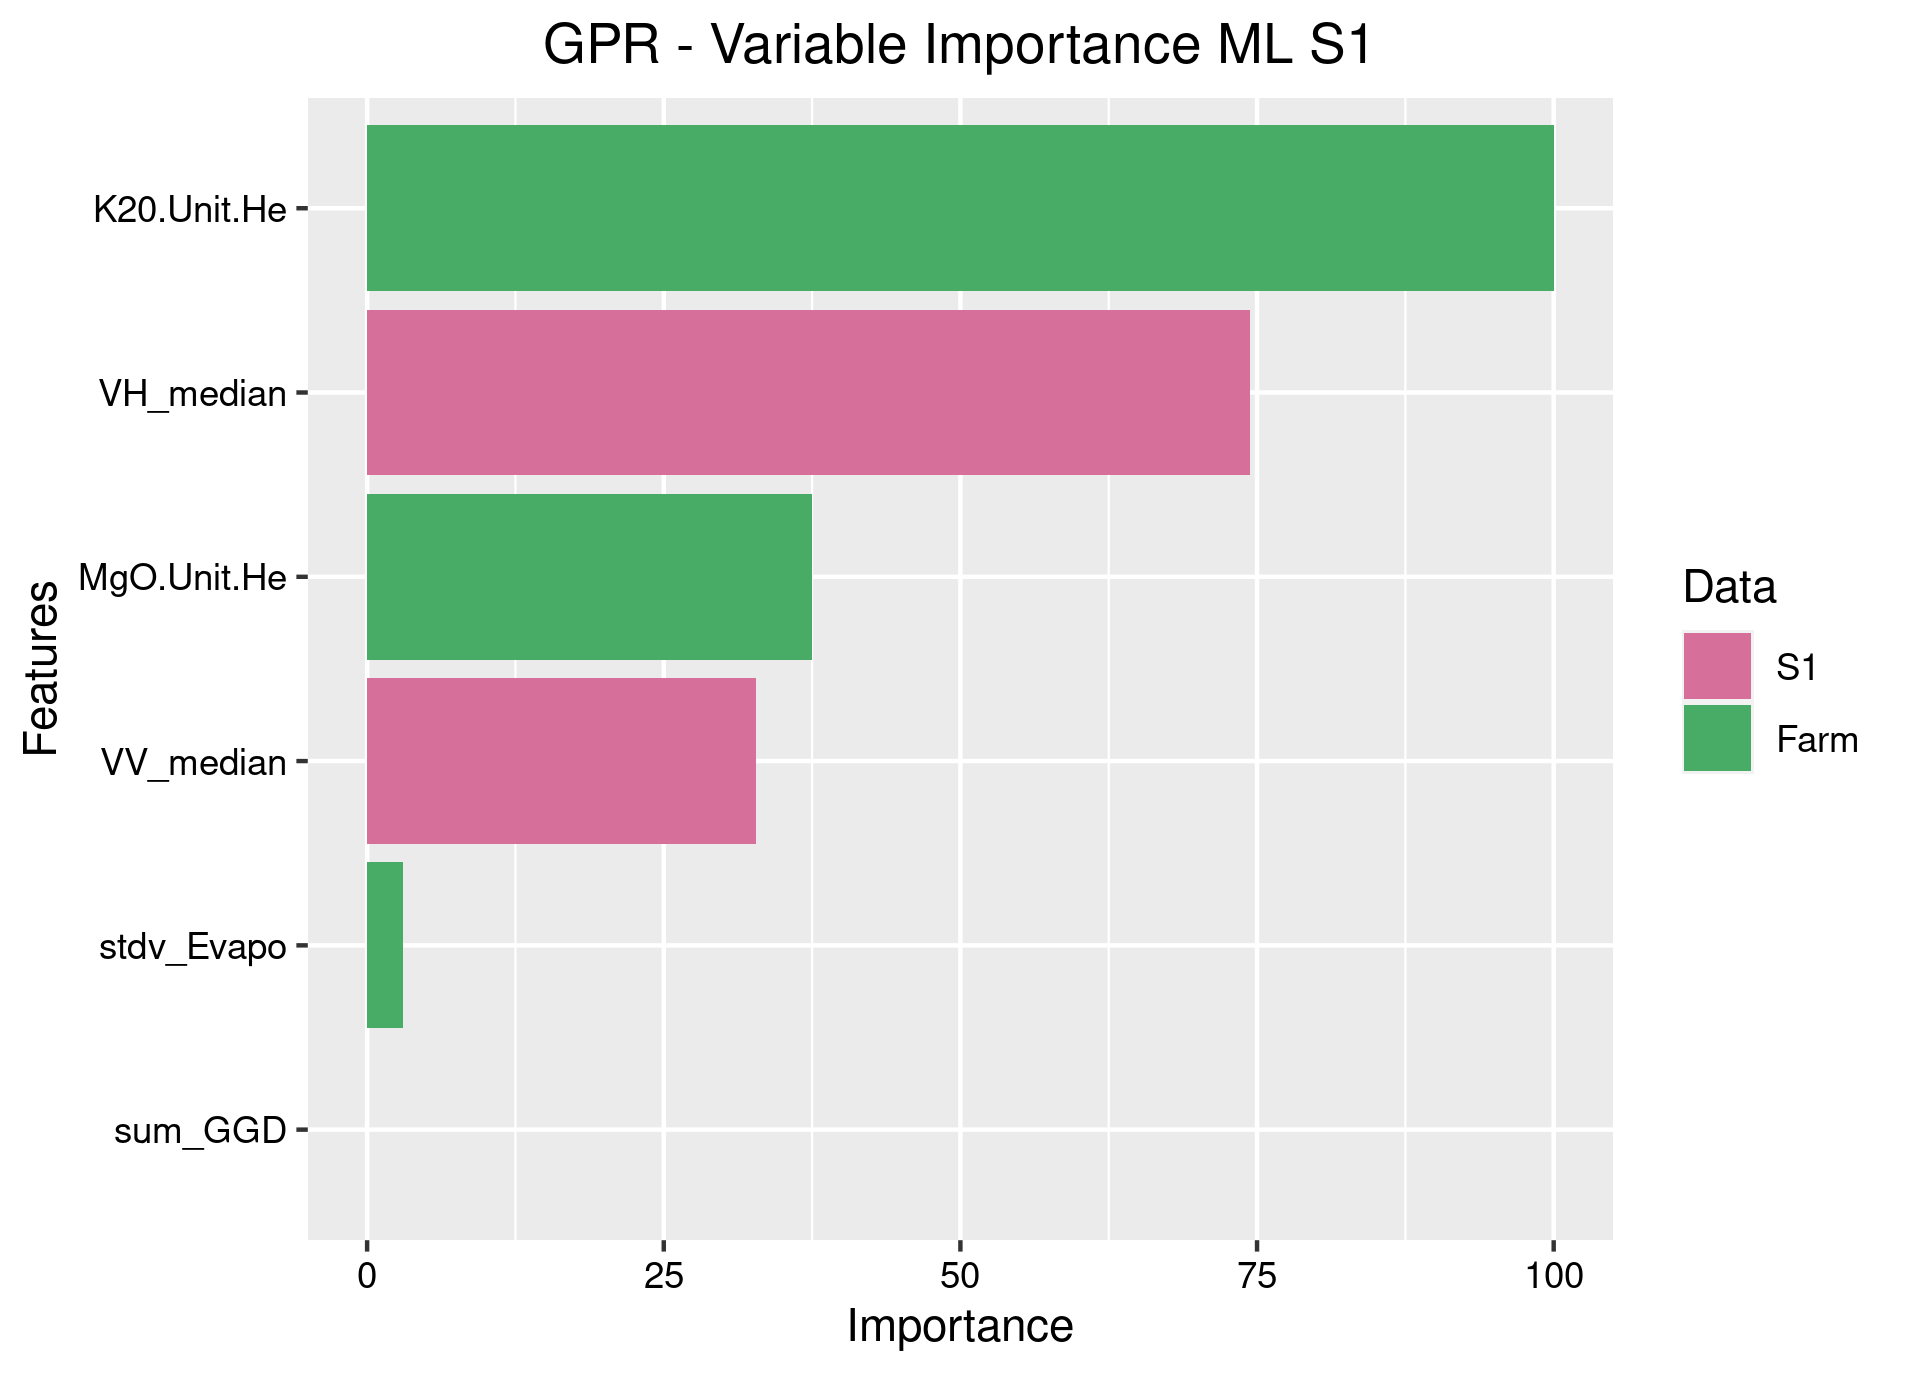 GPR - Variable Importance ML S1
Features
K20.Unit.He
VH_median
MgO.Unit.He
VV_median
stdv_Evapo
sum_GGD
0 25 50 75 100
Importance
Data
S1
Farm